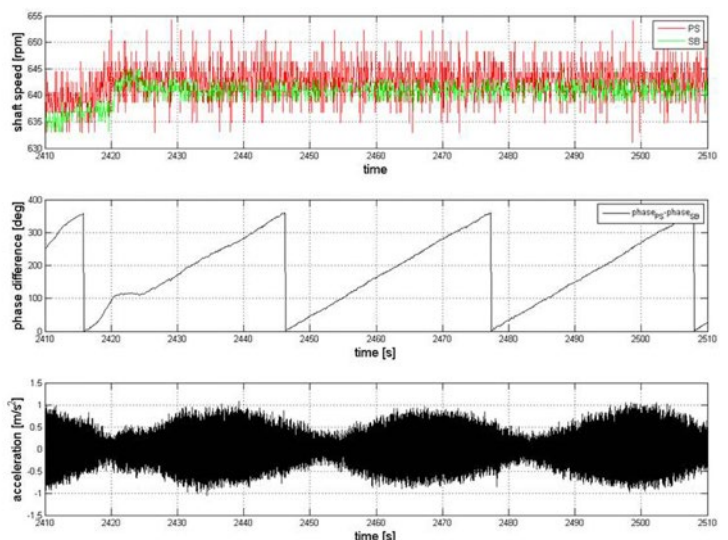 655
650
645
640
635
630
shaft speed [rpm]
PS
SB
2410 2420 2430 2440 2450 2460 2470 2480 2490 2500 2510
time
400
300
200
100
0
phase difference [deg]
phasePS-phaseSB
2410 2420 2430 2440 2450 2460 2470 2480 2490 2500 2510
time [s]
1.5
1
0.5
0
-0.5
-1
-1.5
acceleration [m/s²]
2410 2420 2430 2440 2450 2460 2470 2480 2490 2500 2510
time [s]